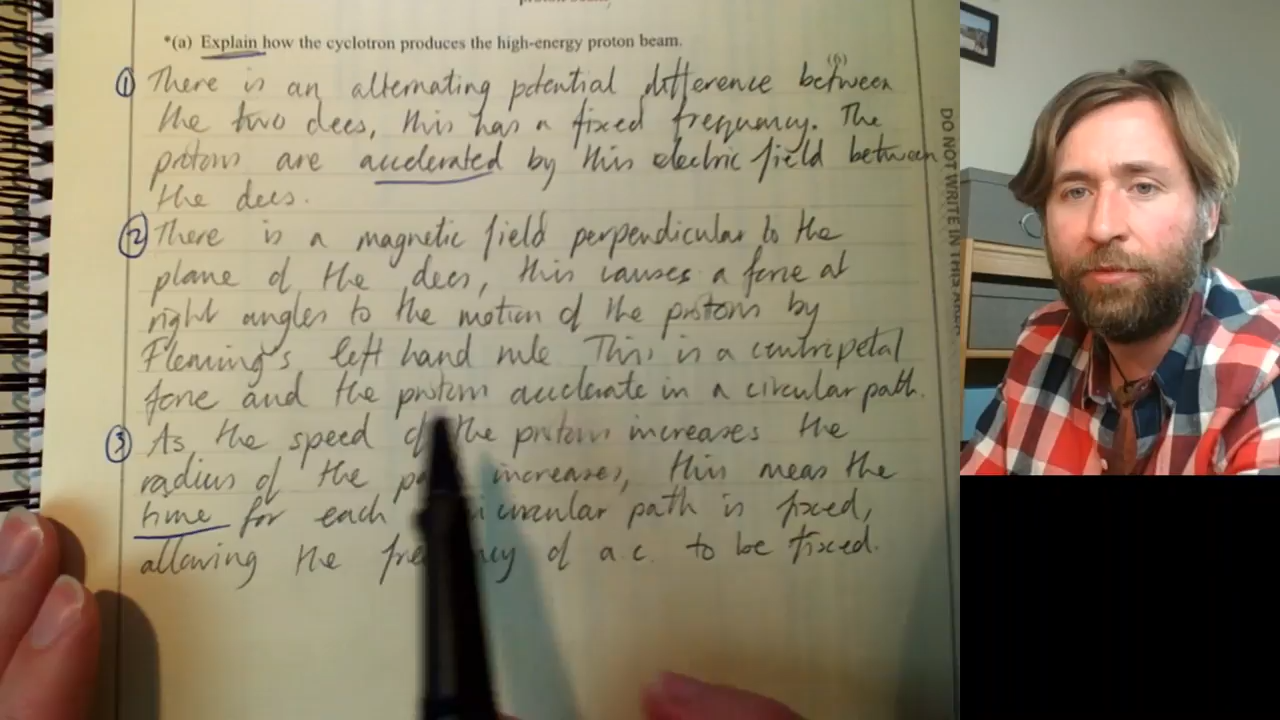 proton beam,
*(a) Explain how the cyclotron produces the high-energy proton beam.
(6)
① There is an alternating potential difference between
the two dees, this has a fixed frequency. The
protons are accelerated by this electric field between
the dees.
② There is a magnetic field perpendicular to the
plane of the dees, this causes a force at
right angles to the motion of the protons by
Fleming's left hand rule This is a centripetal
force and the protons accelerate in a circular path.
③ As the speed of the protons increases the
radius of the increases, this means the
time for each circular path is fixed,
allowing the of a.c. to be fixed.
DO NOT WRITE IN THIS AREA